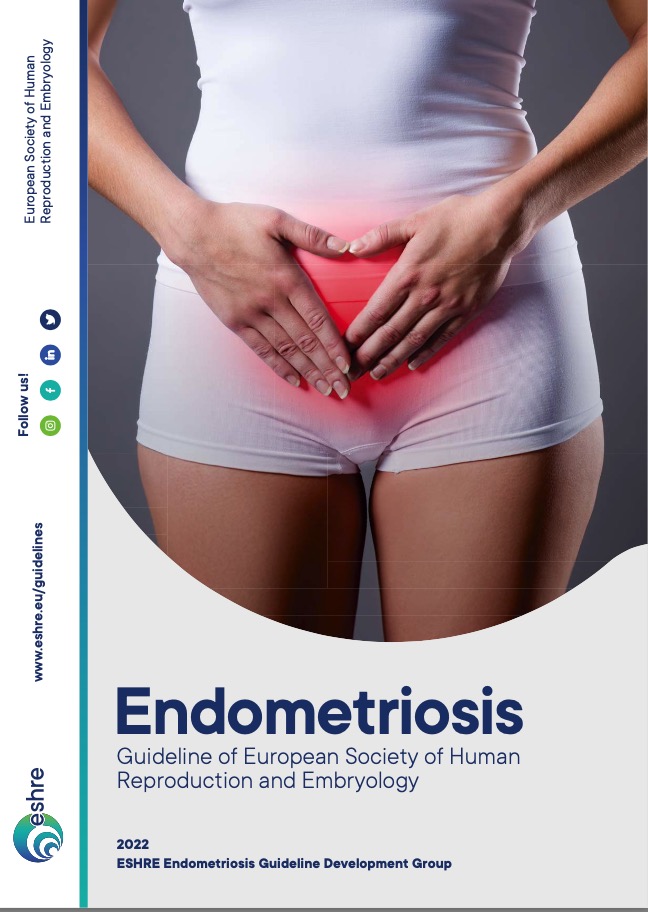 European Society of Human
Reproduction and Embryology
Follow us!
www.eshre.eu/guidelines
eshre
Endometriosis
Guideline of European Society of Human
Reproduction and Embryology
2022
ESHRE Endometriosis Guideline Development Group